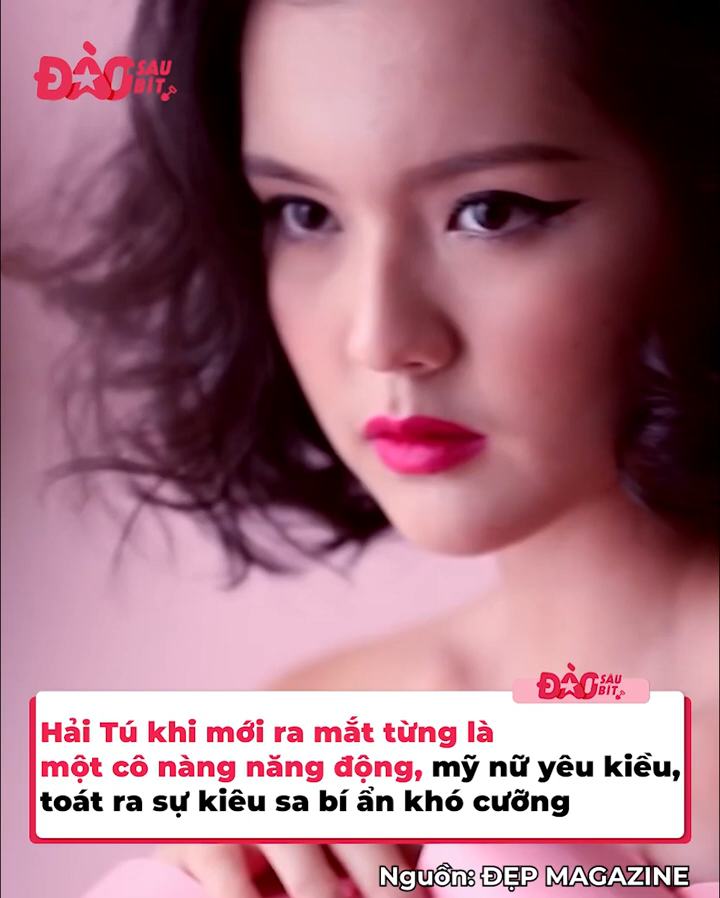 ĐÀO SAU BIT
ĐÀO SAU BIT
Hải Tú khi mới ra mắt từng là
một cô nàng năng động, mỹ nữ yêu kiều,
toát ra sự kiêu sa bí ẩn khó cưỡng
Nguồn: ĐẸP MAGAZINE